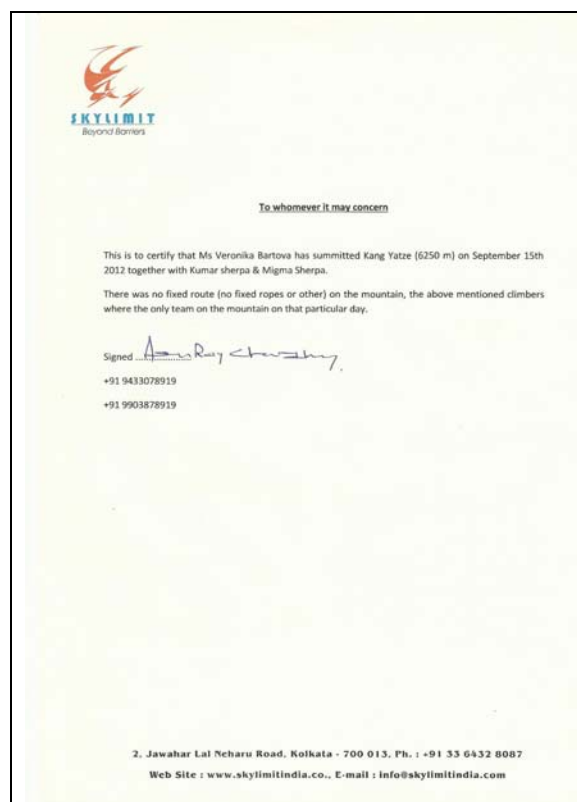 SKYLIMIT
Beyond Barriers
To whomever it may concern
This is to certify that Ms Veronika Bartova has summitted Kang Yatze (6250 m) on September 15th
2012 together with Kumar sherpa & Migma Sherpa.
There was no fixed route (no fixed ropes or other) on the mountain, the above mentioned climbers
where the only team on the mountain on that particular day.
Signed
+91 9433078919
+91 9903878919
2, Jawahar Lal Neharu Road, Kolkata - 700 013, Ph. : +91 33 6432 8087
Web Site : www.skylimitindia.co., E-mail : info@skylimitindia.com